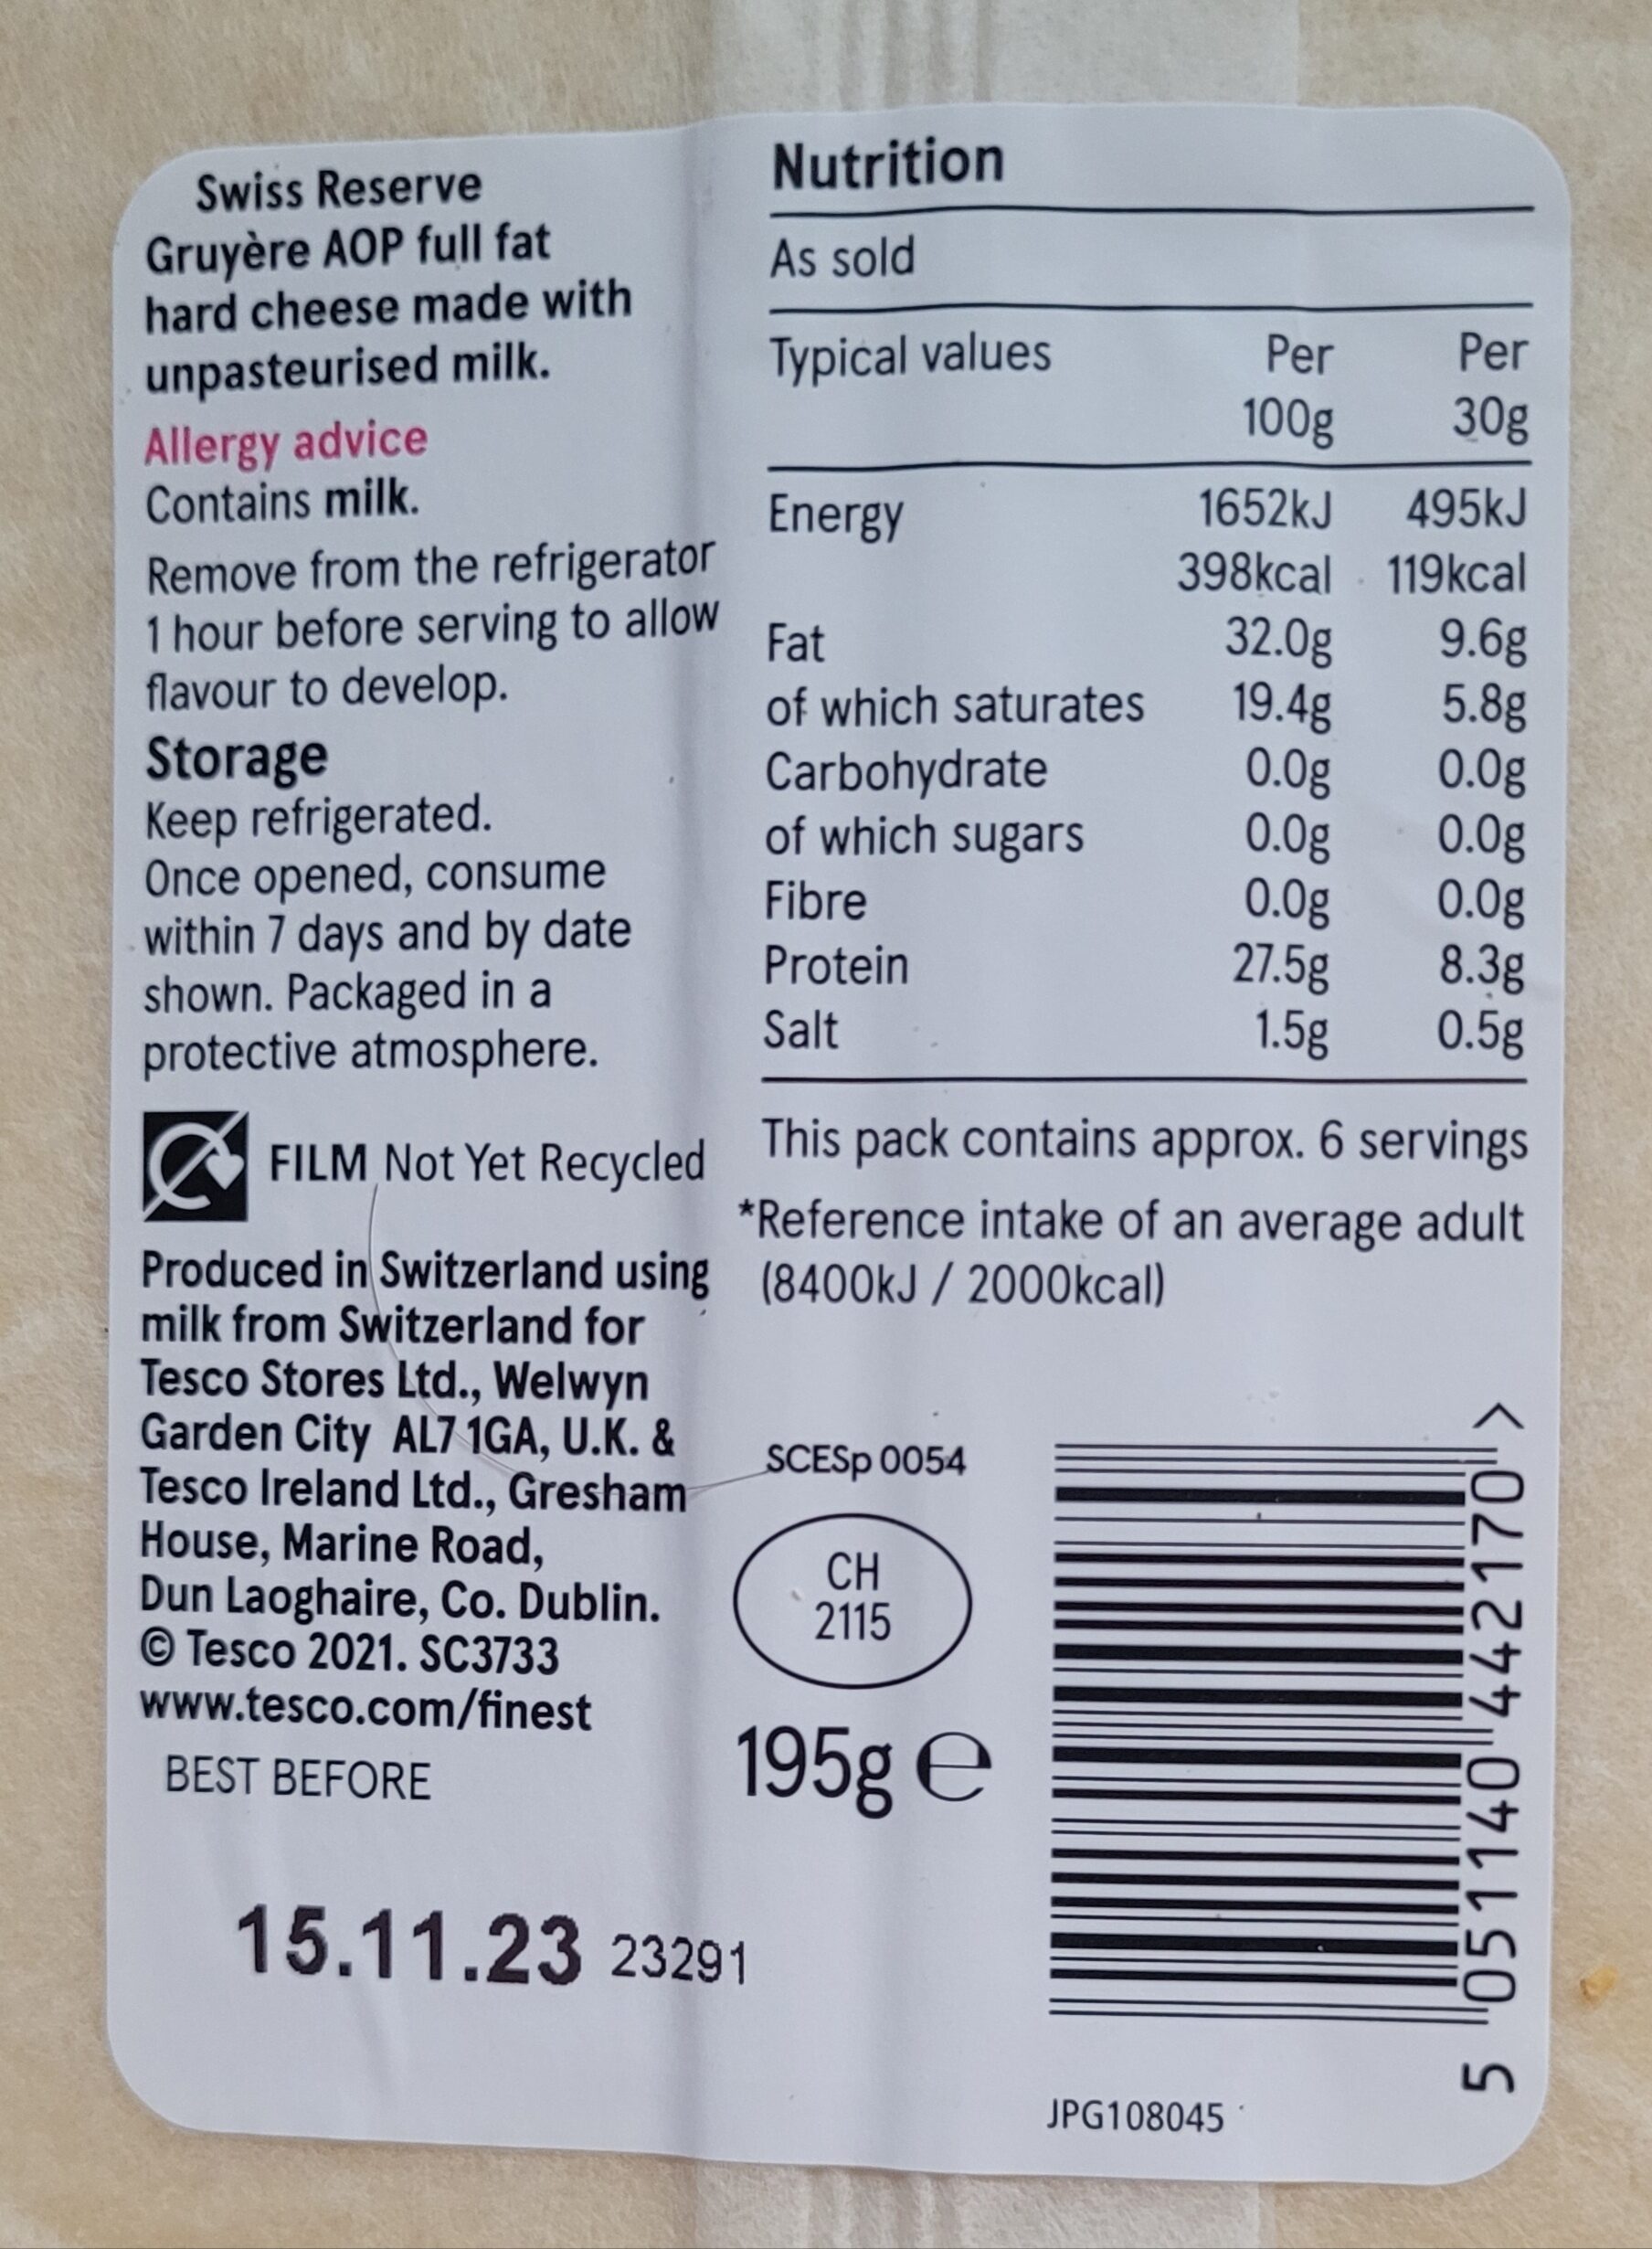 Swiss Reserve
Gruyère AOP full fat
hard cheese made with
unpasteurised milk.
Allergy advice
Contains milk.
Remove from the refrigerator
1 hour before serving to allow
flavour to develop.
Storage
Keep refrigerated.
Once opened, consume
within 7 days and by date
shown. Packaged in a
protective atmosphere.
FILM Not Yet Recycled
Produced in Switzerland using
milk from Switzerland for
Tesco Stores Ltd., Welwyn
Garden City AL7 1GA, U.K. &
Tesco Ireland Ltd., Gresham
House, Marine Road,
Dun Laoghaire, Co. Dublin.
© Tesco 2021. SC3733
www.tesco.com/finest
BEST BEFORE
15.11.23 23291
Nutrition
As sold
Typical values Per Per
100g 30g
Energy 1652kJ 495kJ
398kcal 119kcal
Fat 32.0g 9.6g
of which saturates 19.4g 5.8g
Carbohydrate 0.0g 0.0g
of which sugars 0.0g 0.0g
Fibre 0.0g 0.0g
Protein 27.5g 8.3g
Salt 1.5g 0.5g
This pack contains approx. 6 servings
*Reference intake of an average adult
(8400kJ / 2000kcal)
SCESp 0054
CH
2115
195g e
5 051140 442170 >
JPG108045